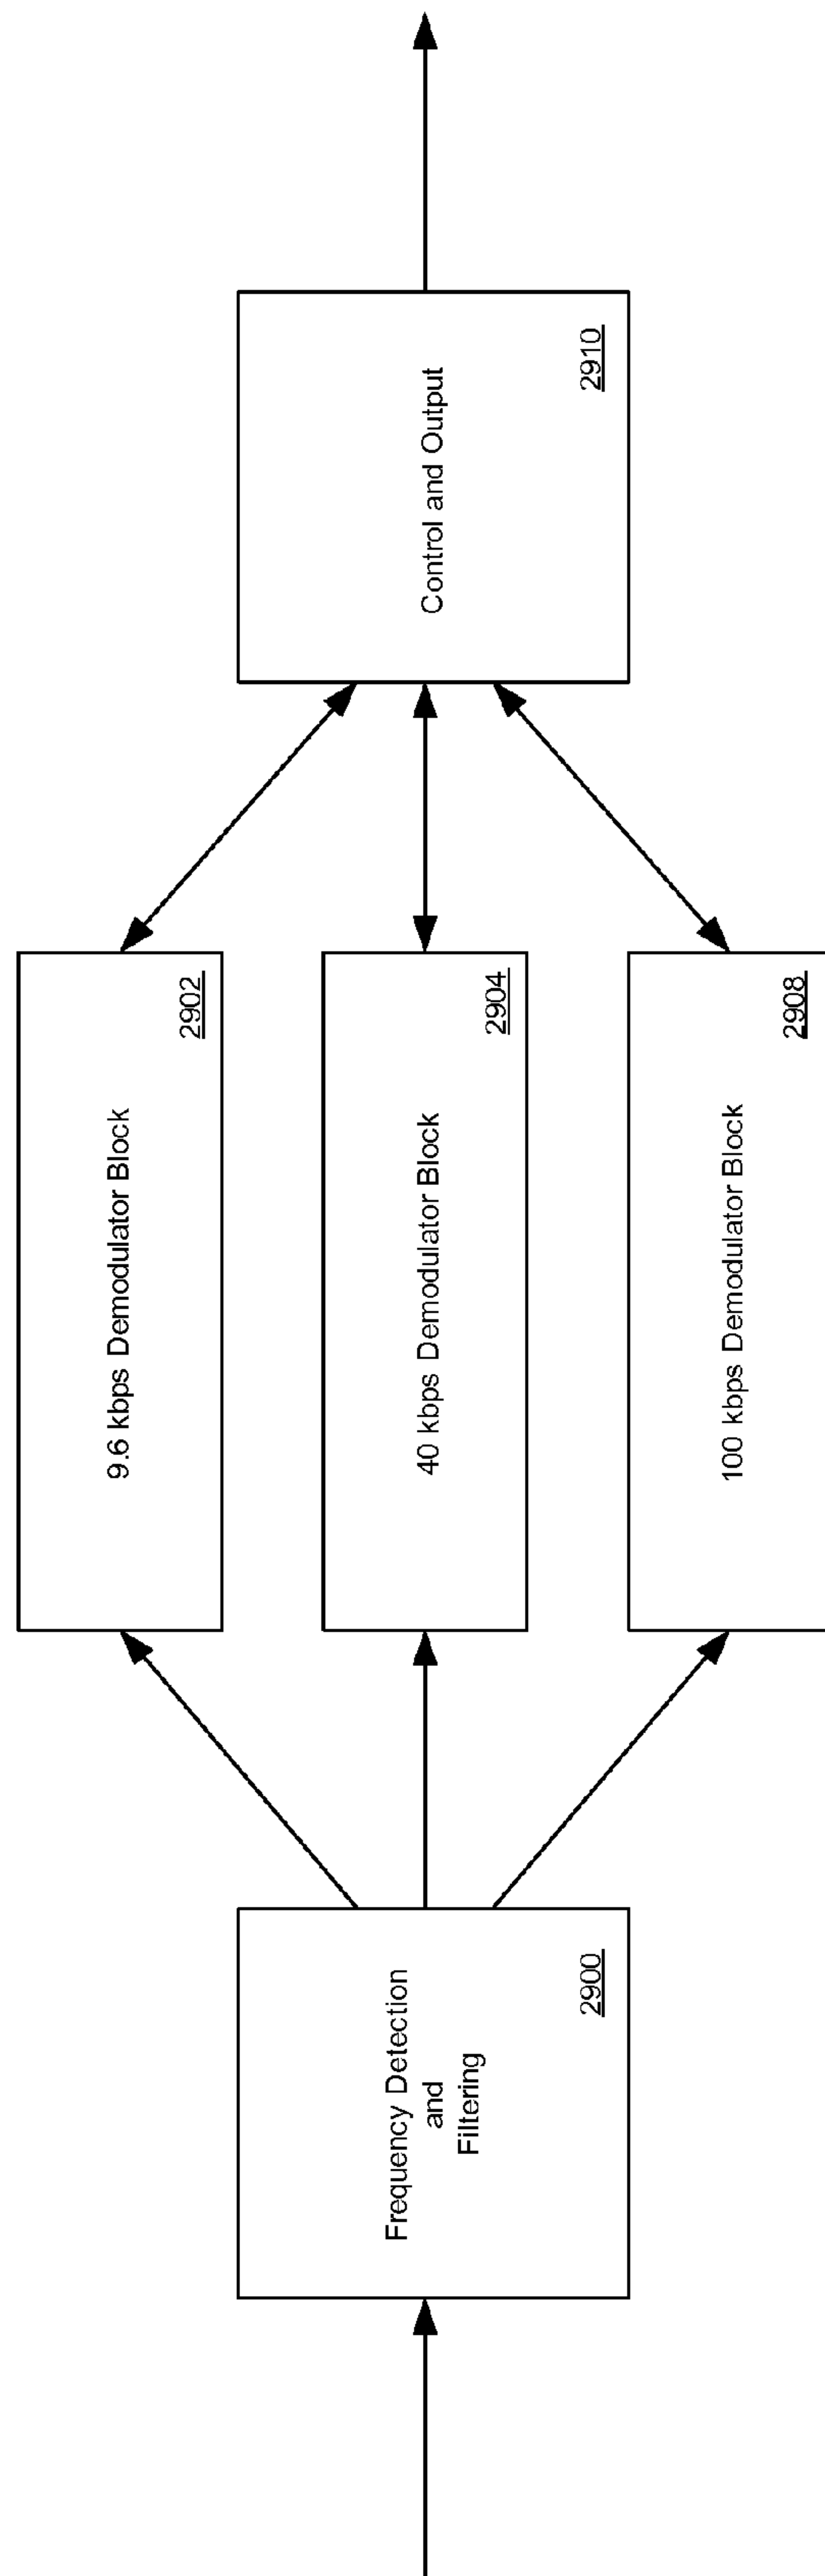 Frequency Detection
and
Filtering
2900
9.6 kbps Demodulator Block
2902
40 kbps Demodulator Block
2904
100 kbps Demodulator Block
2908
Control and Output
2910